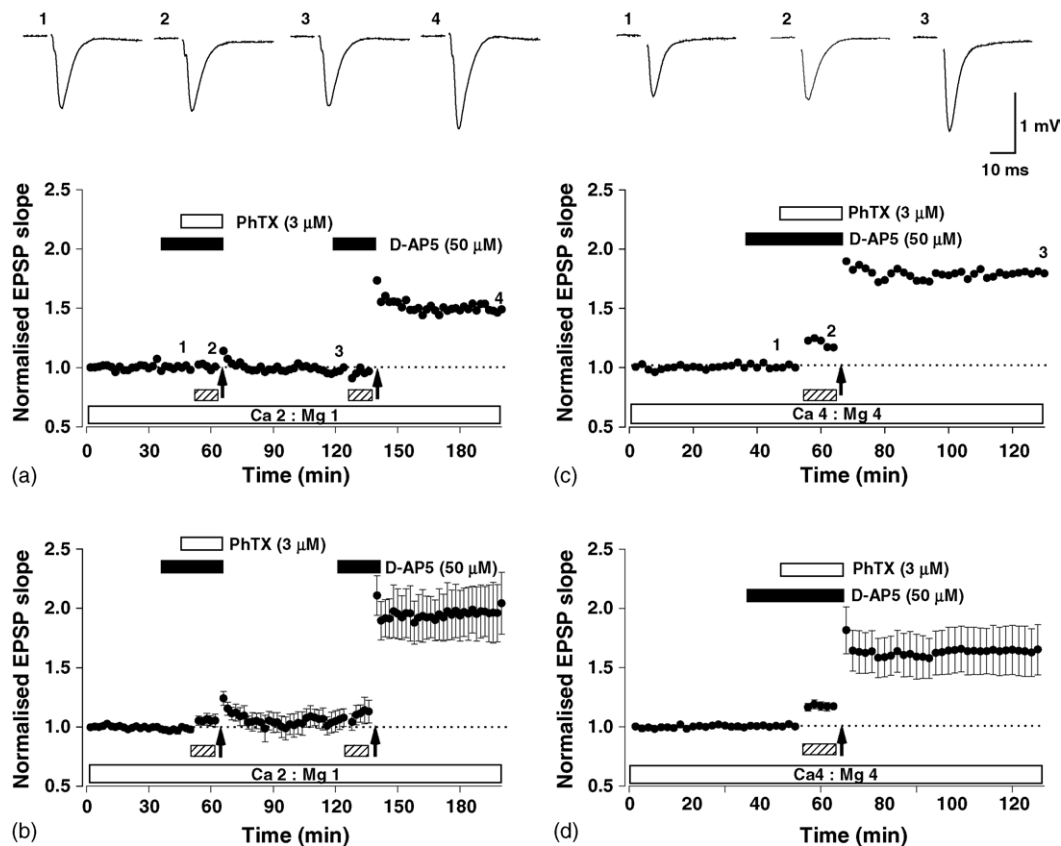 1 2 3 4
1 2 3
1 mV
10 ms
Normalised EPSP slope
2.5
2.0
1.5
1.0
0.5
PhTX (3 μM)
D-AP5 (50 μM)
1 2 3 4
Ca 2 : Mg 1
0 30 60 90 120 150 180
Time (min)
(a)
Normalised EPSP slope
2.5
2.0
1.5
1.0
0.5
PhTX (3 μM)
D-AP5 (50 μM)
1 2 3
Ca 4 : Mg 4
0 20 40 60 80 100 120
Time (min)
(c)
Normalised EPSP slope
2.5
2.0
1.5
1.0
0.5
PhTX (3 μM)
D-AP5 (50 μM)
Ca 2 : Mg 1
0 30 60 90 120 150 180
Time (min)
(b)
Normalised EPSP slope
2.5
2.0
1.5
1.0
0.5
PhTX (3 μM)
D-AP5 (50 μM)
Ca4 : Mg 4
0 20 40 60 80 100 120
Time (min)
(d)